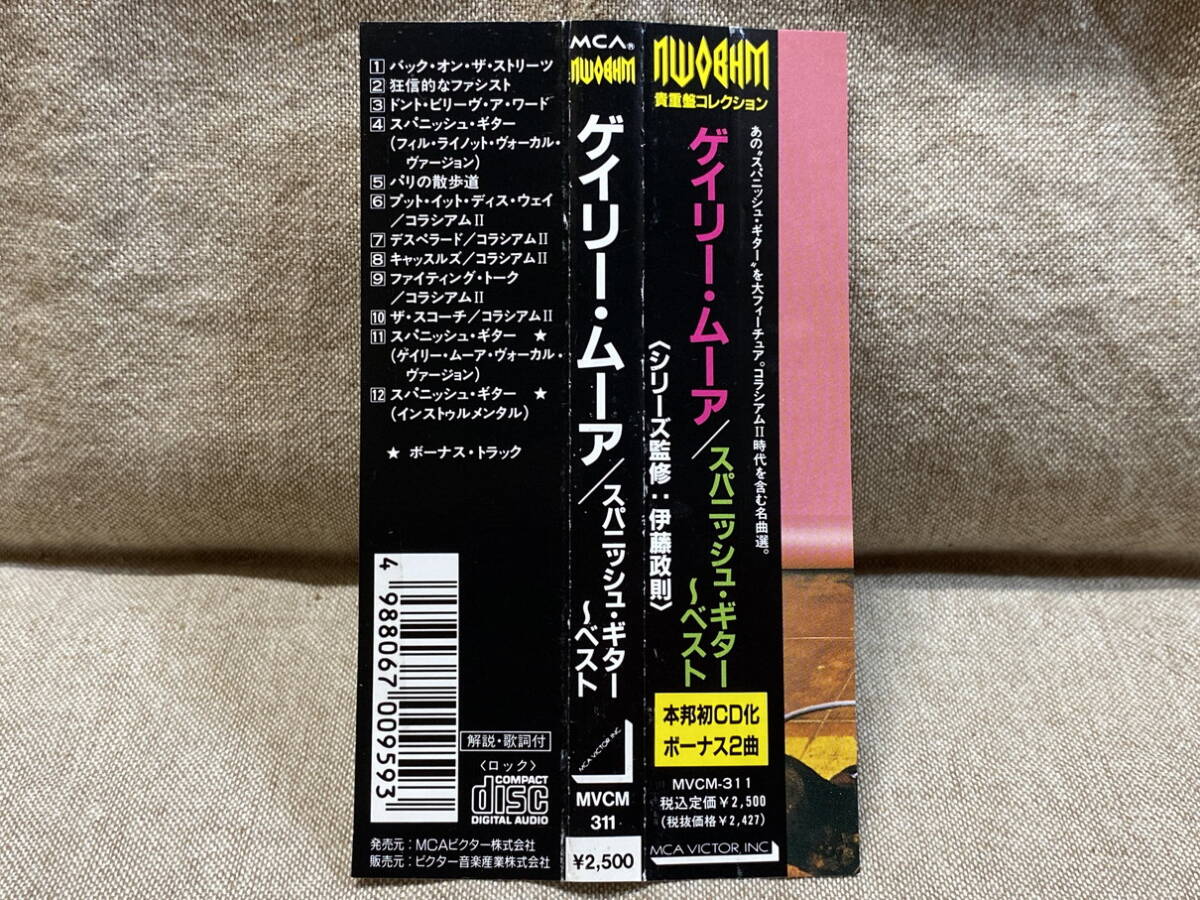 1 バック・オン・ザ・ストリーツ
2 狂信的なファシスト
3 ドント・ビリーヴ・ア・ワード
4 スパニッシュ・ギター
(フィル・ライノット・ヴォーカル・
ヴァージョン)
5 パリの散歩道
6 プット・イット・ディス・ウェイ
/コラシアムⅡ
7 デスペラード/コラシアムⅡ
8 キャッスルズ/コラシアムⅡ
9 ファイティング・トーク
/コラシアムⅡ
10 ザ・スコーチ/コラシアムⅡ
11 スパニッシュ・ギター ★
(ゲイリー・ムーア・ヴォーカル・
ヴァージョン)
12 スパニッシュ・ギター ★
(インストゥルメンタル)
★ ボーナス・トラック
4 988067 009593
解説・歌詞付
〈ロック〉
COMPACT
disc
DIGITAL AUDIO
発売元:MCAビクター株式会社
販売元:ビクター音楽産業株式会社
MCA®
NWOBHM
ゲイリー・ムーア/スパニッシュ・ギター
~ベスト
MCA VICTOR, INC.
MVCM
311
¥2,500
NWOBHM
貴重盤コレクション
あの“スパニッシュ・ギター”を大フィーチュア。コラシアムⅡ時代を含む名曲選。
ゲイリー・ムーア/スパニッシュ・ギター
~ベスト
〈シリーズ監修:伊藤政則〉
本邦初CD化
ボーナス2曲
MVCM-311
税込定価¥2,500
(税抜価格¥2,427)
MCA VICTOR, INC.